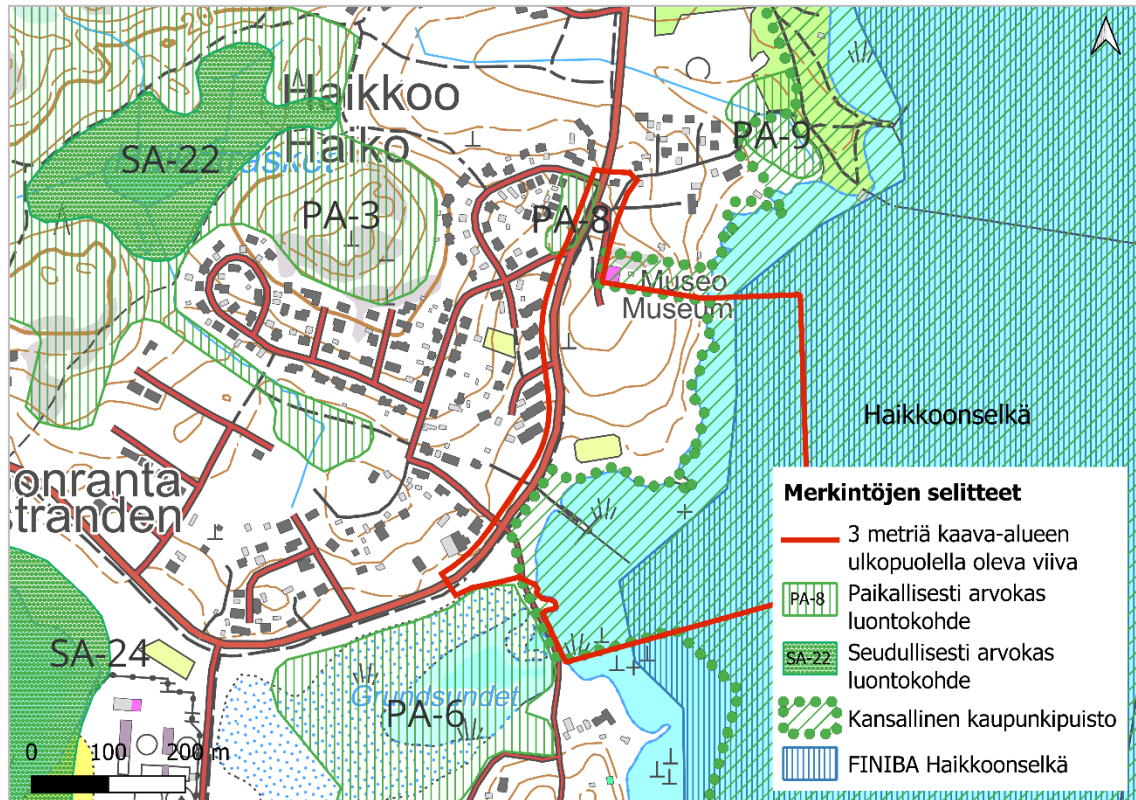 Haikkoo
Haiko
SA-22
PA-3
PA-8
PA-9
Museo
Museum
Haikkoonselkä
onranta
tranden
SA-24
Grundsundet
PA-6
0 100 200 m
Merkintöjen selitteet
3 metriä kaava-alueen
ulkopuolella oleva viiva
PA-8 Paikallisesti arvokas
luontokohde
SA-22 Seudullisesti arvokas
luontokohde
Kansallinen kaupunkipuisto
FINIBA Haikkoonselkä